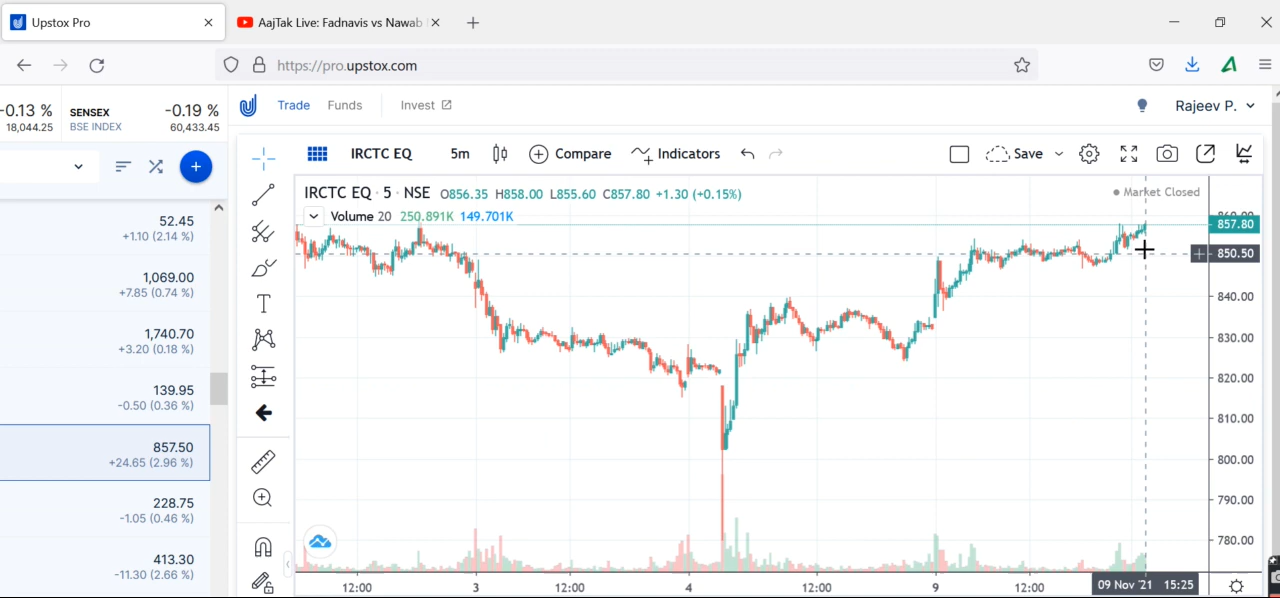 Upstox Pro
AajTak Live: Fadnavis vs Nawab
https://pro.upstox.com
-0.13 %
18,044.25
SENSEX -0.19 %
BSE INDEX 60,433.45
Trade Funds Invest
Rajeev P.
IRCTC EQ 5m Compare Indicators Save
52.45
+1.10 (2.14 %)
1,069.00
+7.85 (0.74 %)
1,740.70
+3.20 (0.18 %)
139.95
-0.50 (0.36 %)
857.50
+24.65 (2.96 %)
228.75
-1.05 (0.46 %)
413.30
-11.30 (2.66 %)
IRCTC EQ · 5 · NSE O856.35 H858.00 L855.60 C857.80 +1.30 (+0.15%)
Market Closed
Volume 20 250.891K 149.701K
860.00
857.80
850.50
840.00
830.00
820.00
810.00
800.00
790.00
780.00
12:00 3 12:00 4 12:00 9 12:00 09 Nov '21 15:25